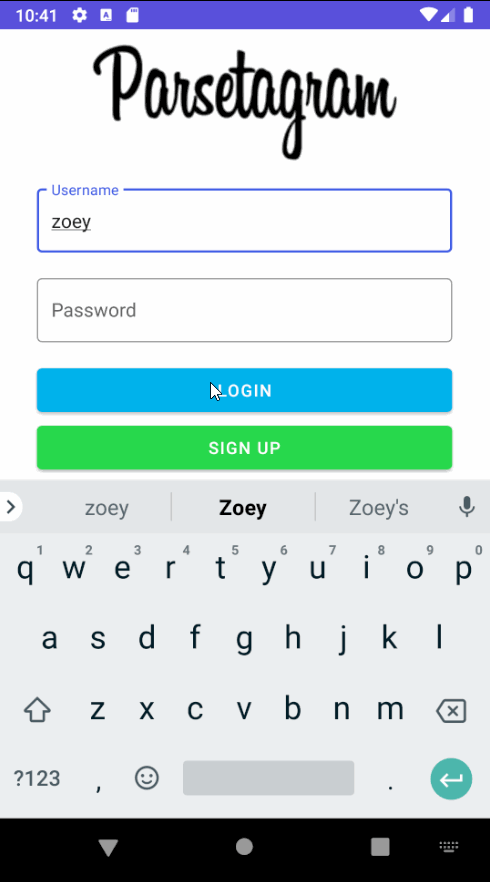 10:41
Parsetagram
Username
zoey
Password
LOGIN
SIGN UP
zoey Zoey Zoey's
1 2 3 4 5 6 7 8 9 0
q w e r t y u i o p
a s d f g h j k l
z x c v b n m
?123 , .